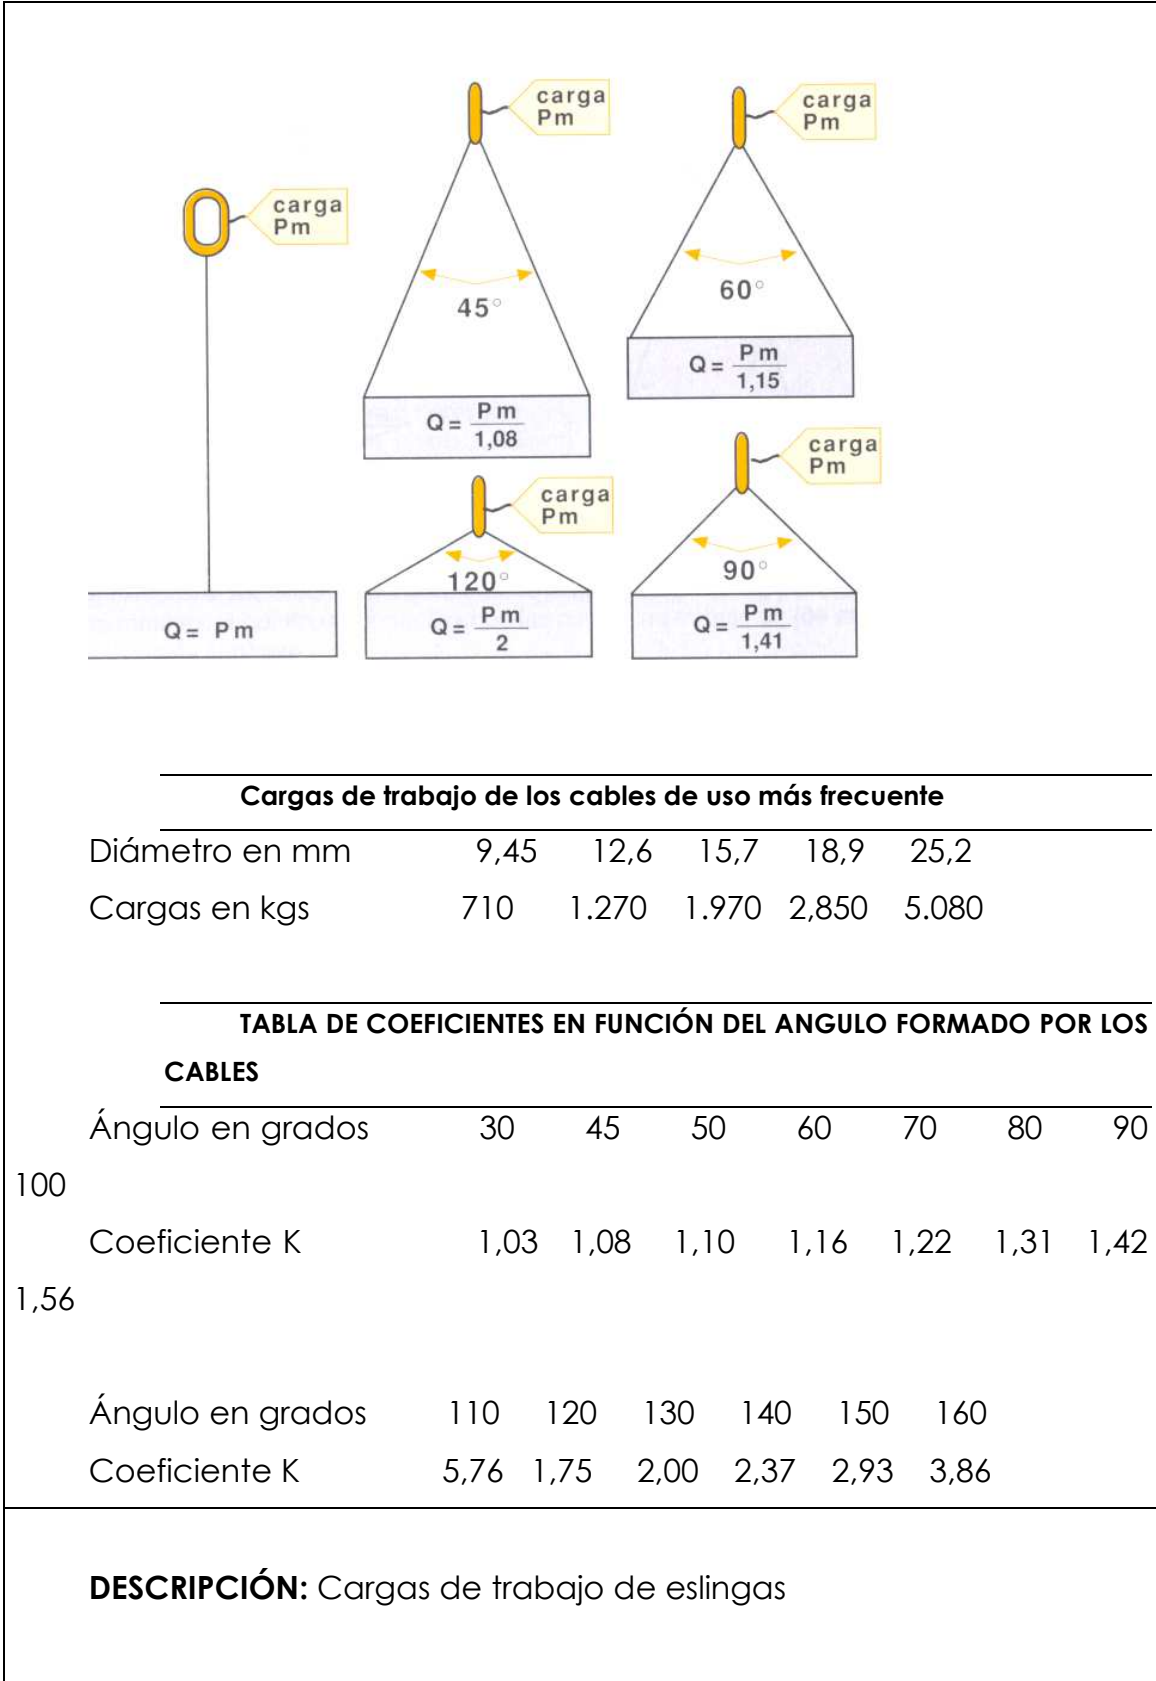 carga
Pm
carga
Pm
carga
Pm
45°
60°
Q = Pm
1,15
Q = Pm
1,08
carga
Pm
carga
Pm
120°
90°
Q = Pm
Q = Pm
2
Q = Pm
1,41
Cargas de trabajo de los cables de uso más frecuente
Diámetro en mm 9,45 12,6 15,7 18,9 25,2
Cargas en kgs 710 1.270 1.970 2,850 5.080
TABLA DE COEFICIENTES EN FUNCIÓN DEL ANGULO FORMADO POR LOS
CABLES
Ángulo en grados 30 45 50 60 70 80 90
100
Coeficiente K 1,03 1,08 1,10 1,16 1,22 1,31 1,42
1,56
Ángulo en grados 110 120 130 140 150 160
Coeficiente K 5,76 1,75 2,00 2,37 2,93 3,86
DESCRIPCIÓN: Cargas de trabajo de eslingas